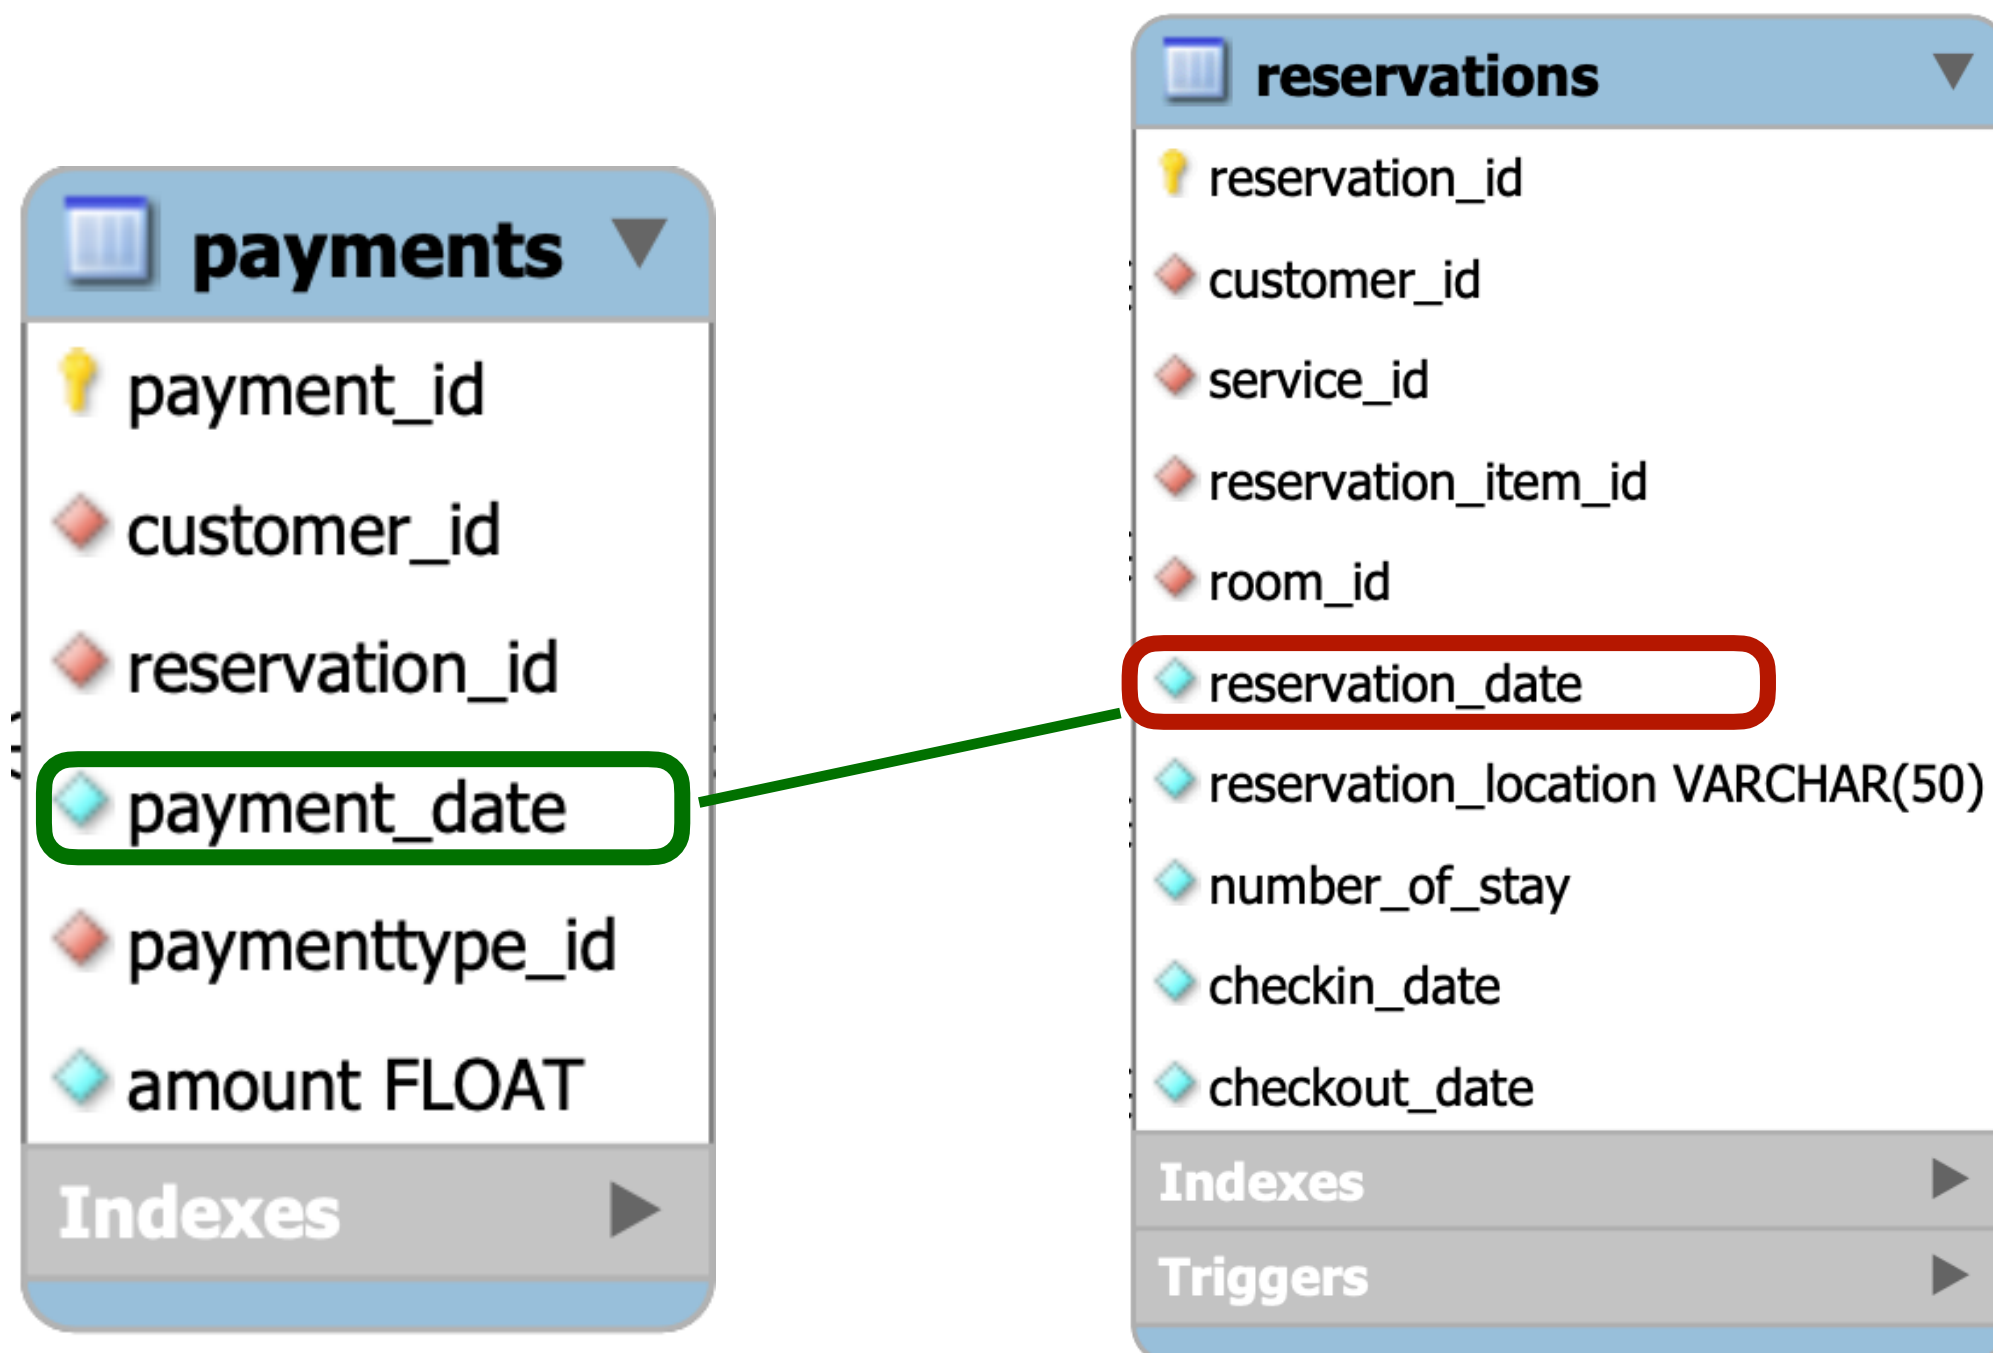 payments
payment_id
customer_id
reservation_id
payment_date
paymenttype_id
amount FLOAT
Indexes
reservations
reservation_id
customer_id
service_id
reservation_item_id
room_id
reservation_date
reservation_location VARCHAR(50)
number_of_stay
checkin_date
checkout_date
Indexes
Triggers